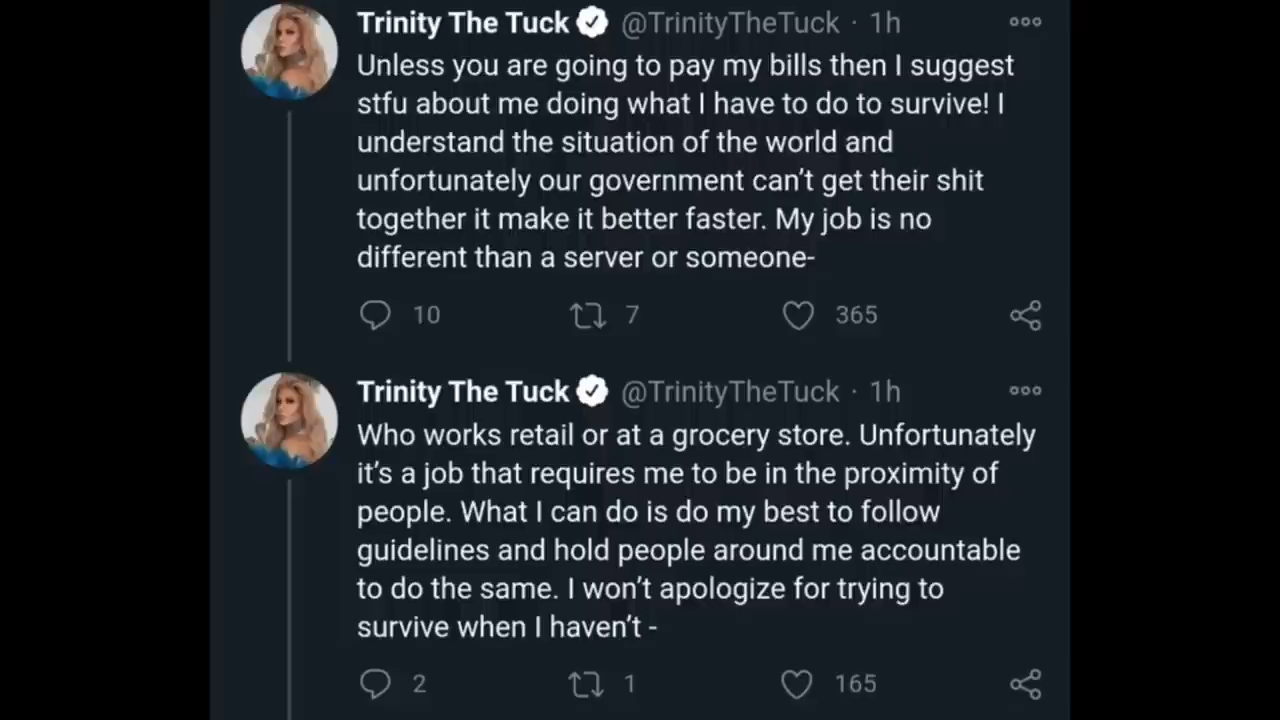 Trinity The Tuck @TrinityTheTuck · 1h
Unless you are going to pay my bills then I suggest
stfu about me doing what I have to do to survive! I
understand the situation of the world and
unfortunately our government can't get their shit
together it make it better faster. My job is no
different than a server or someone-
10 7 365
Trinity The Tuck @TrinityTheTuck · 1h
Who works retail or at a grocery store. Unfortunately
it's a job that requires me to be in the proximity of
people. What I can do is do my best to follow
guidelines and hold people around me accountable
to do the same. I won't apologize for trying to
survive when I haven't -
2 1 165